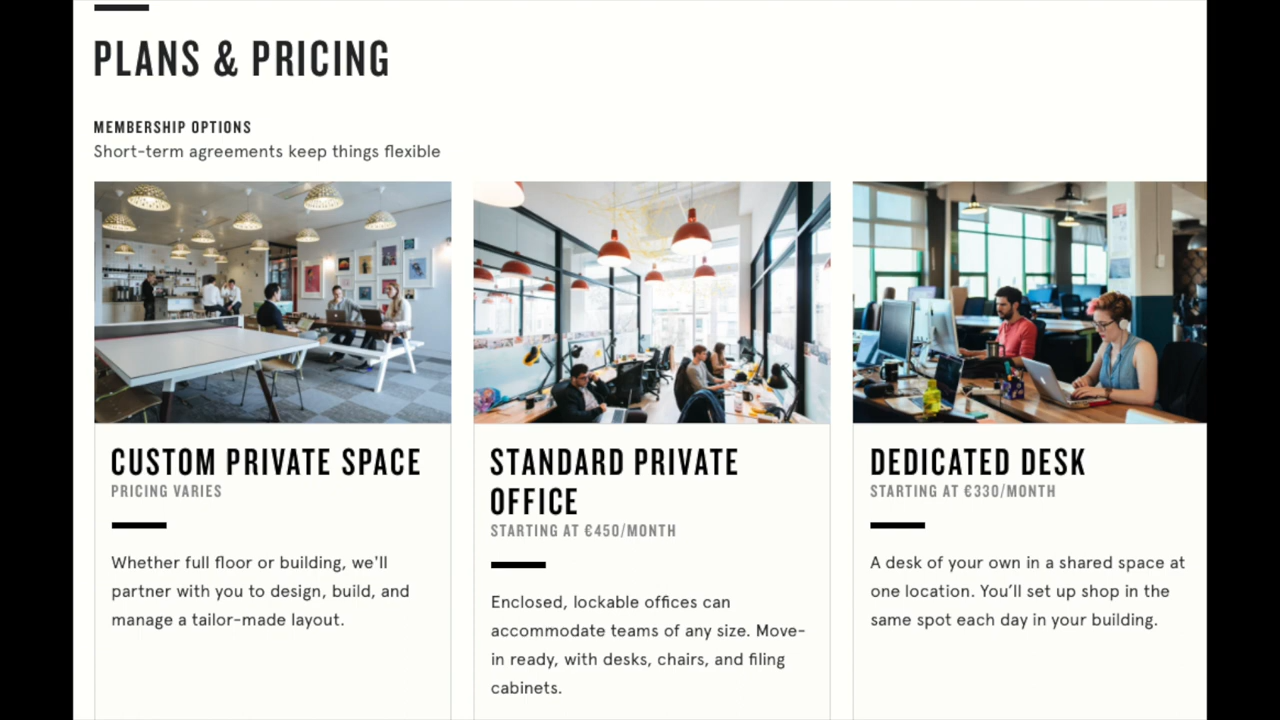 PLANS & PRICING
MEMBERSHIP OPTIONS
Short-term agreements keep things flexible
CUSTOM PRIVATE SPACE
PRICING VARIES
Whether full floor or building, we'll
partner with you to design, build, and
manage a tailor-made layout.
STANDARD PRIVATE
OFFICE
STARTING AT €450/MONTH
Enclosed, lockable offices can
accommodate teams of any size. Move-
in ready, with desks, chairs, and filing
cabinets.
DEDICATED DESK
STARTING AT €330/MONTH
A desk of your own in a shared space at
one location. You’ll set up shop in the
same spot each day in your building.